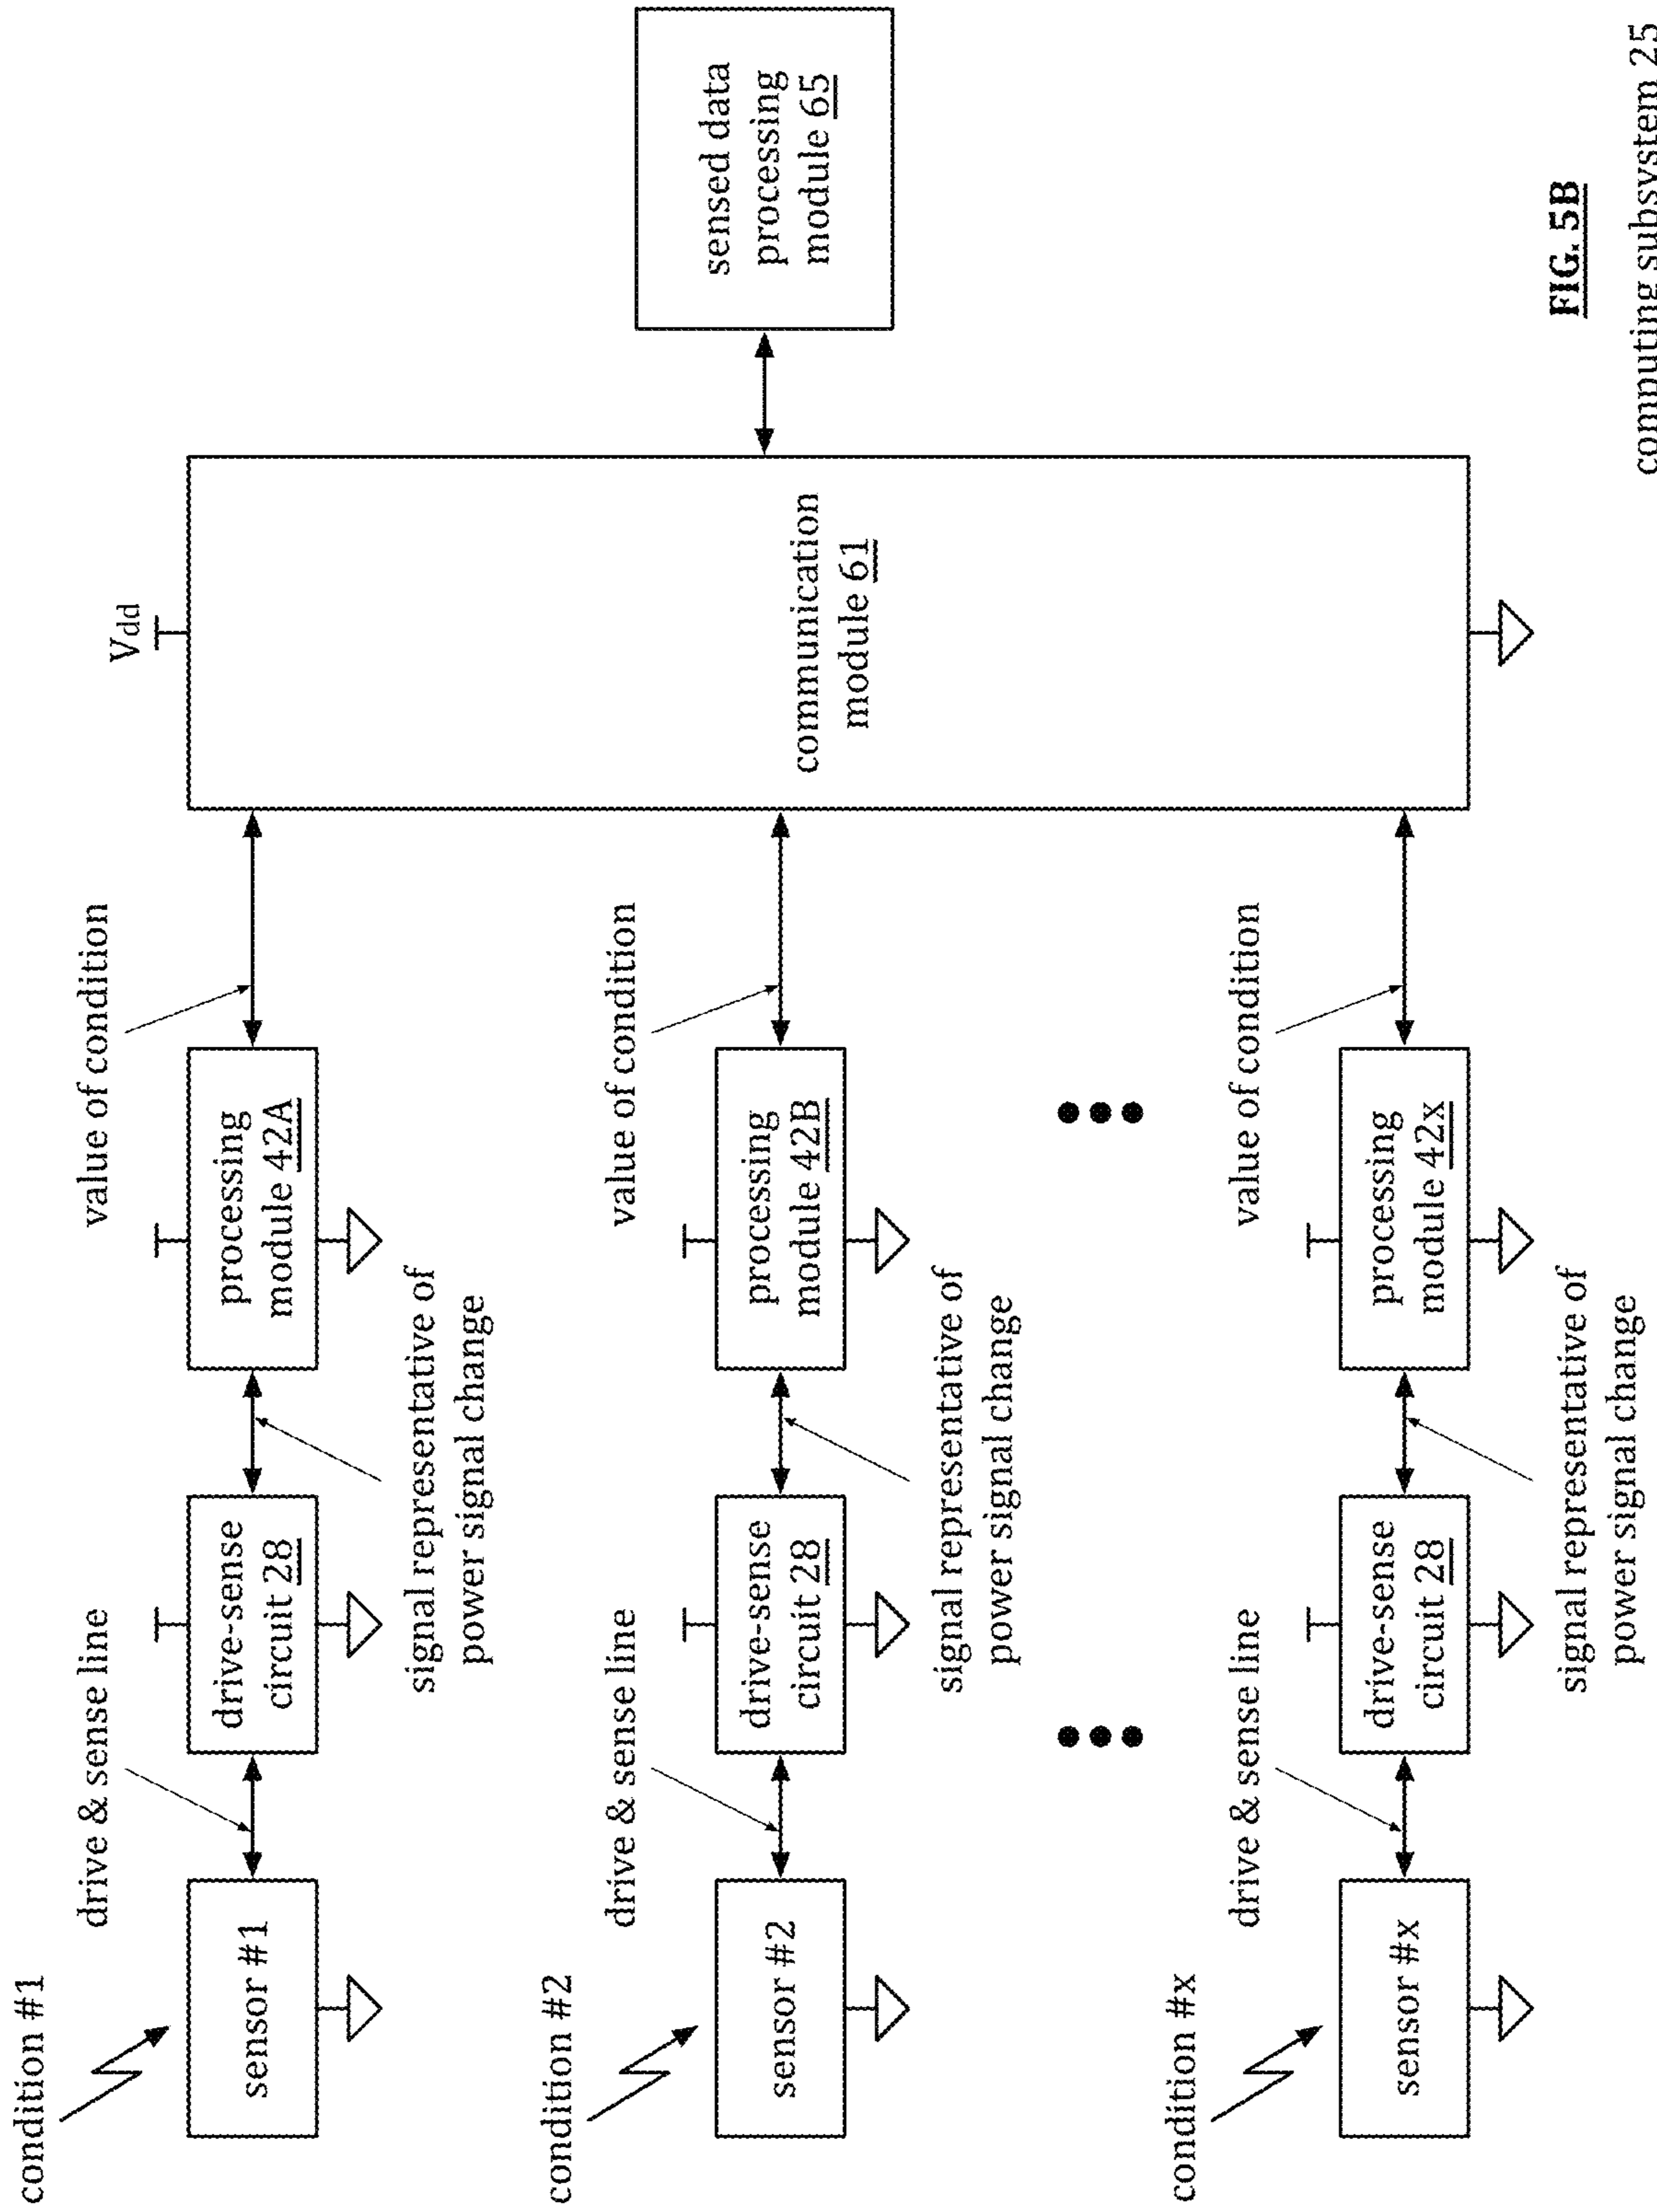 condition #1
drive & sense line
value of condition
Vdd
sensor #1
drive-sense
circuit 28
processing
module 42A
signal representative of
power signal change
condition #2
drive & sense line
value of condition
sensor #2
drive-sense
circuit 28
processing
module 42B
signal representative of
power signal change
communication
module 61
sensed data
processing
module 65
condition #x
drive & sense line
value of condition
sensor #x
drive-sense
circuit 28
processing
module 42x
signal representative of
power signal change
FIG. 5B
computing subsystem 25